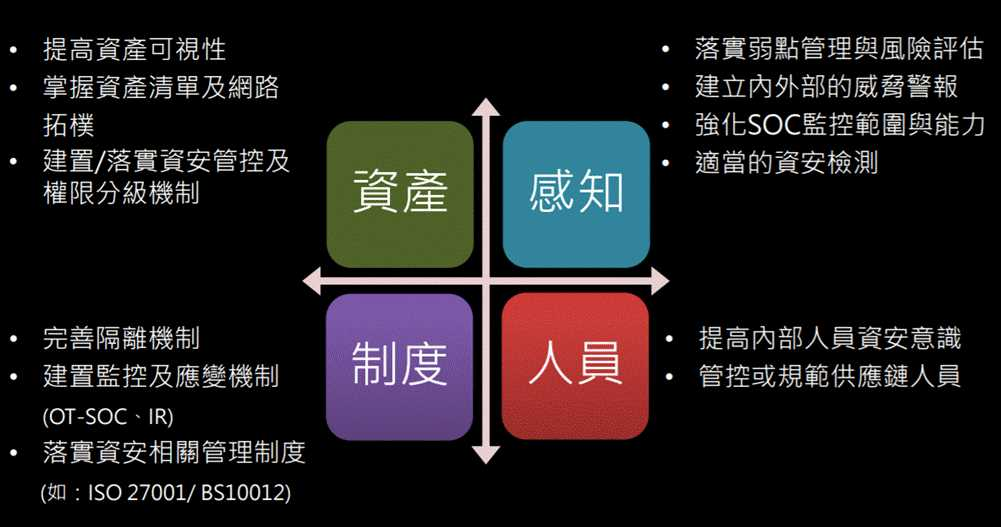 • 提高資產可視性
• 掌握資產清單及網路
拓樸
• 建置/落實資安管控及
權限分級機制
資產
感知
• 落實弱點管理與風險評估
• 建立內外部的威脅警報
• 強化SOC監控範圍與能力
• 適當的資安檢測
• 完善隔離機制
• 建置監控及應變機制
(OT-SOC、IR)
• 落實資安相關管理制度
(如：ISO 27001/ BS10012)
制度
人員
• 提高內部人員資安意識
• 管控或規範供應鏈人員